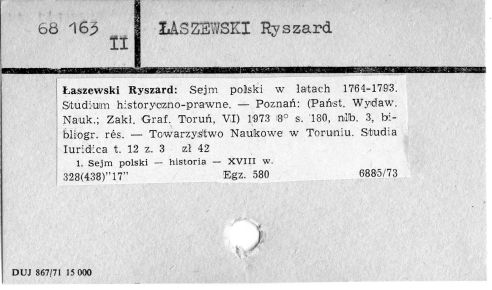 68 163 ŁASZEWSKI Ryszard
II
Łaszewski Ryszard: Sejm polski w latach 1764-1793.
Studium historyczno-prawne. — Poznań: (Państ. Wydaw.
Nauk.; Zakł. Graf. Toruń, V.I) 1973 8° s. 180, nlb. 3, bi-
bliogr. rés. — Towarzystwo Naukowe w Toruniu. Studia
Iuridica t. 12 z. 3 zł 42
1. Sejm polski — historia — XVIII w.
328(438)"17" Egz. 580 6885/73
DUJ 867/71 15 000